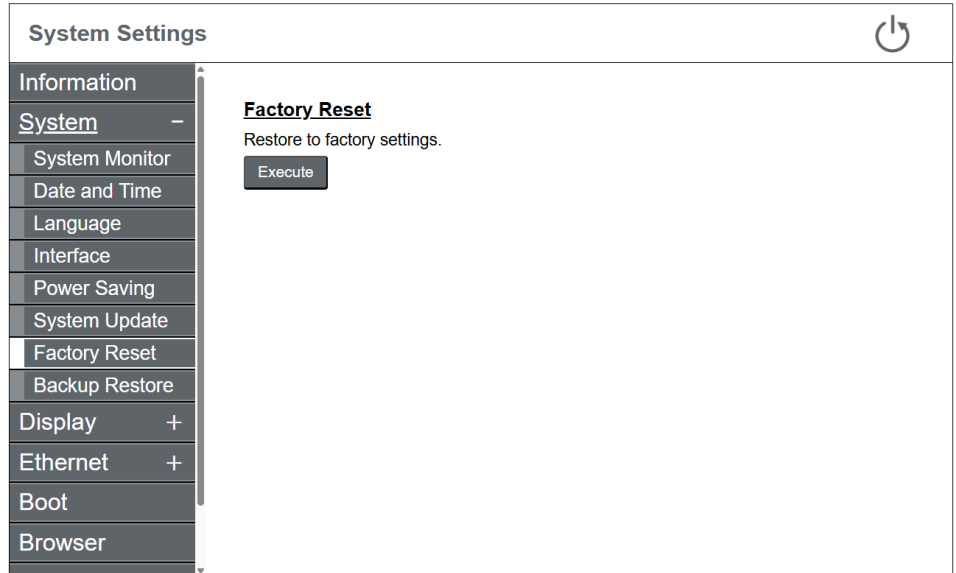 System Settings
Information
System −
System Monitor
Date and Time
Language
Interface
Power Saving
System Update
Factory Reset
Backup Restore
Display +
Ethernet +
Boot
Browser
Factory Reset
Restore to factory settings.
Execute